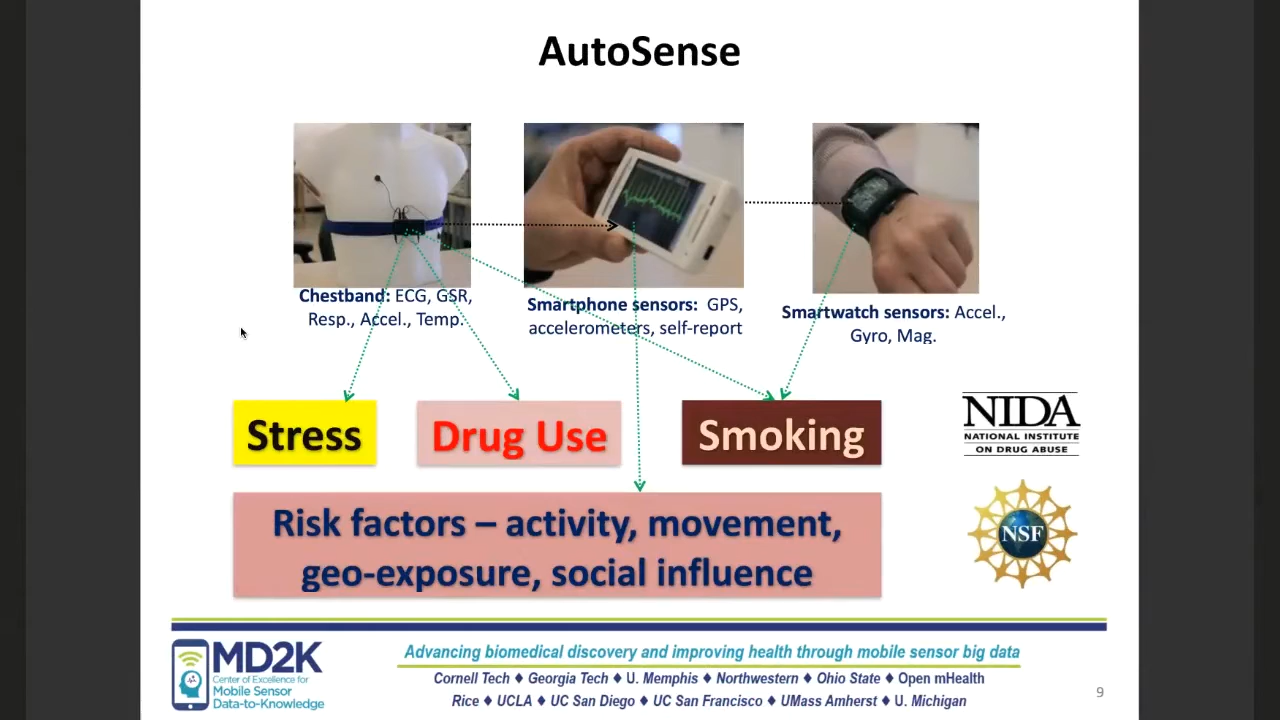 AutoSense
Chestband: ECG, GSR,
Resp., Accel., Temp.
Smartphone sensors: GPS,
accelerometers, self-report
Smartwatch sensors: Accel.,
Gyro, Mag.
Stress
Drug Use
Smoking
Risk factors – activity, movement,
geo-exposure, social influence
NIDA
NATIONAL INSTITUTE
ON DRUG ABUSE
NSF
MD2K
Center of Excellence for
Mobile Sensor
Data-to-Knowledge
Advancing biomedical discovery and improving health through mobile sensor big data
Cornell Tech ♦ Georgia Tech ♦ U. Memphis ♦ Northwestern ♦ Ohio State ♦ Open mHealth
Rice ♦ UCLA ♦ UC San Diego ♦ UC San Francisco ♦ UMass Amherst ♦ U. Michigan
9